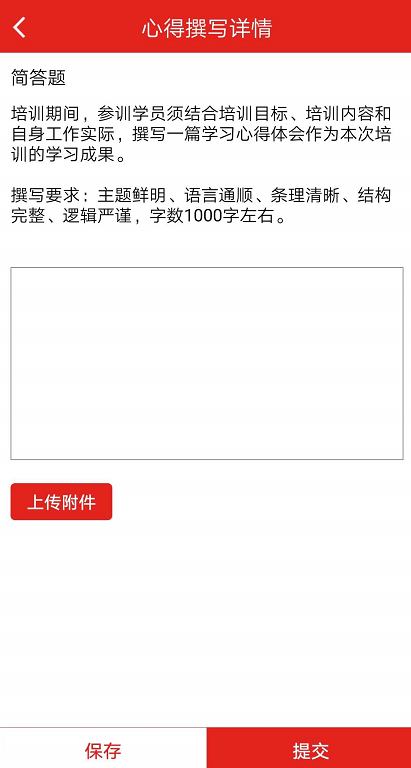 心得撰写详情
简答题
培训期间，参训学员须结合培训目标、培训内容和
自身工作实际，撰写一篇学习心得体会作为本次培
训的学习成果。
撰写要求：主题鲜明、语言通顺、条理清晰、结构
完整、逻辑严谨，字数1000字左右。
上传附件
保存
提交